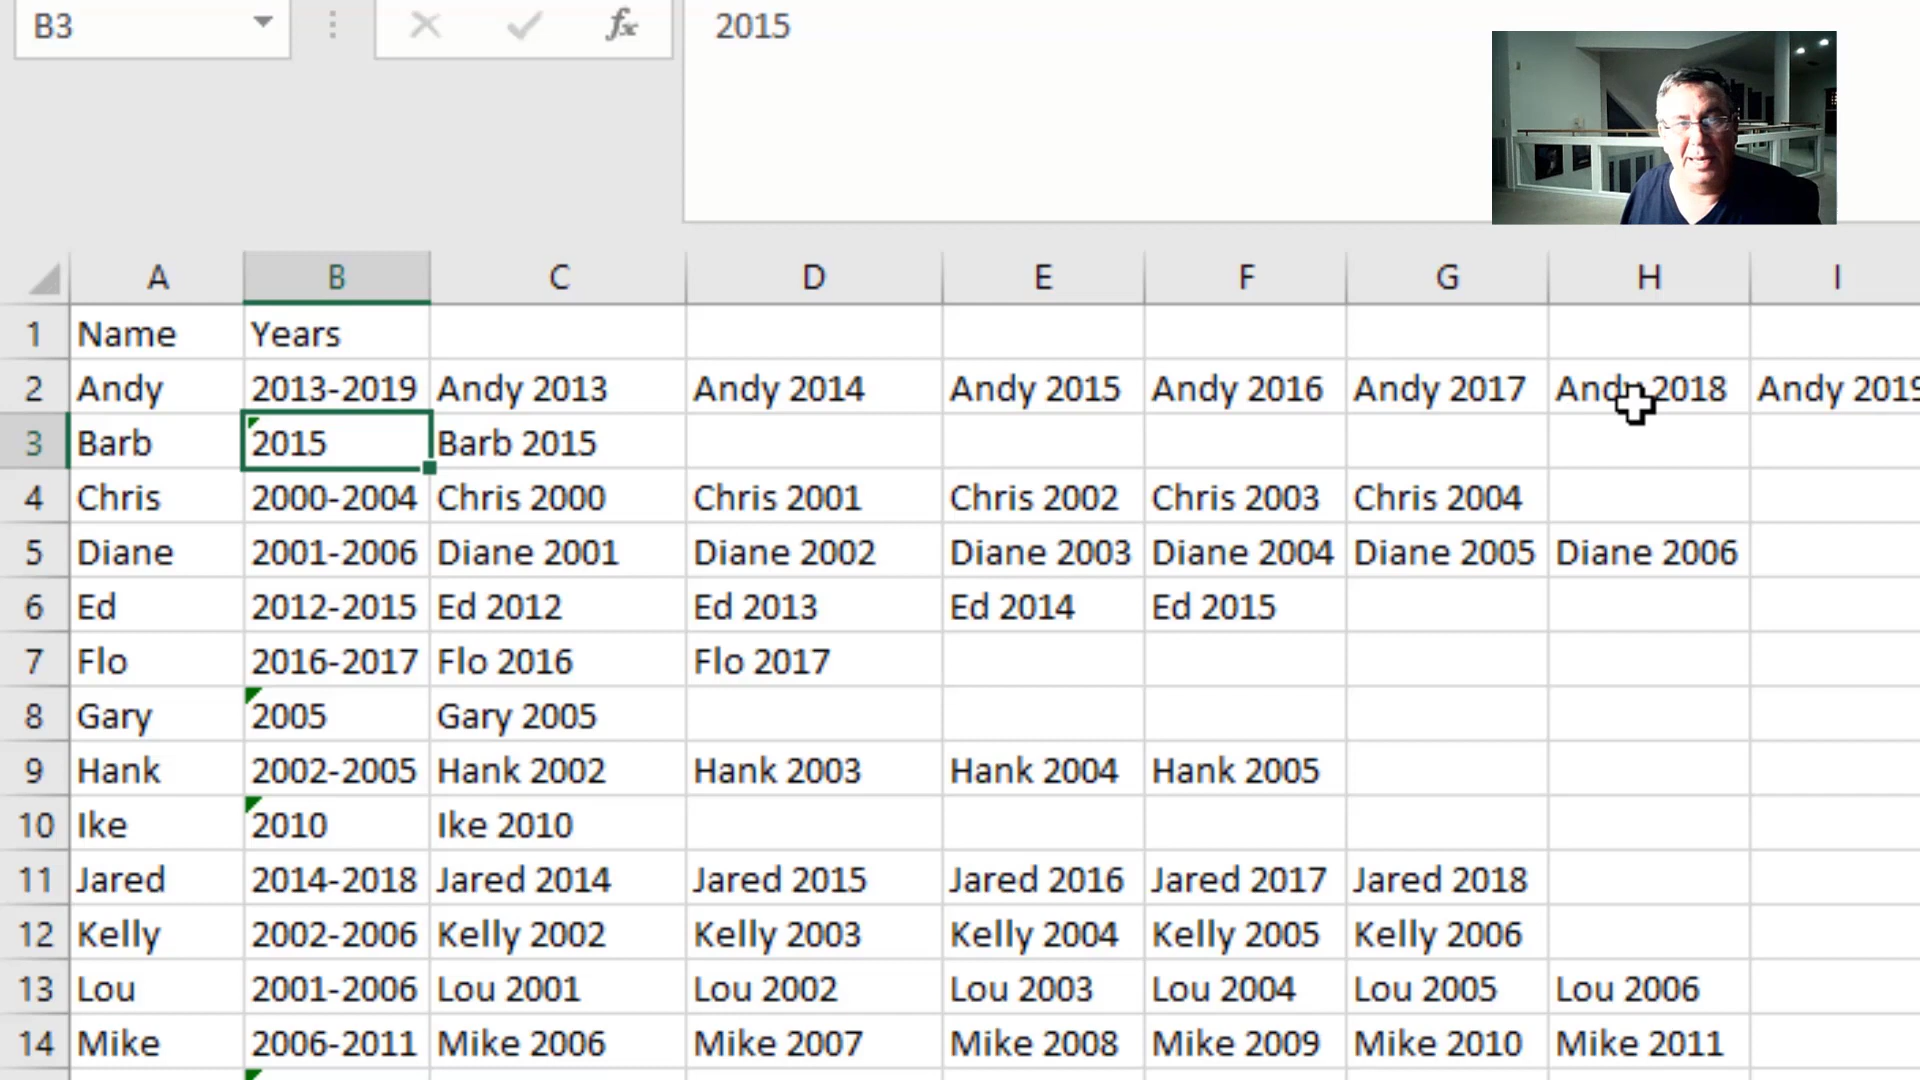 B3 fx 2015
A B C D E F G H I
1 Name Years
2 Andy 2013-2019 Andy 2013 Andy 2014 Andy 2015 Andy 2016 Andy 2017 Andy 2018 Andy 2019
3 Barb 2015 Barb 2015
4 Chris 2000-2004 Chris 2000 Chris 2001 Chris 2002 Chris 2003 Chris 2004
5 Diane 2001-2006 Diane 2001 Diane 2002 Diane 2003 Diane 2004 Diane 2005 Diane 2006
6 Ed 2012-2015 Ed 2012 Ed 2013 Ed 2014 Ed 2015
7 Flo 2016-2017 Flo 2016 Flo 2017
8 Gary 2005 Gary 2005
9 Hank 2002-2005 Hank 2002 Hank 2003 Hank 2004 Hank 2005
10 Ike 2010 Ike 2010
11 Jared 2014-2018 Jared 2014 Jared 2015 Jared 2016 Jared 2017 Jared 2018
12 Kelly 2002-2006 Kelly 2002 Kelly 2003 Kelly 2004 Kelly 2005 Kelly 2006
13 Lou 2001-2006 Lou 2001 Lou 2002 Lou 2003 Lou 2004 Lou 2005 Lou 2006
14 Mike 2006-2011 Mike 2006 Mike 2007 Mike 2008 Mike 2009 Mike 2010 Mike 2011